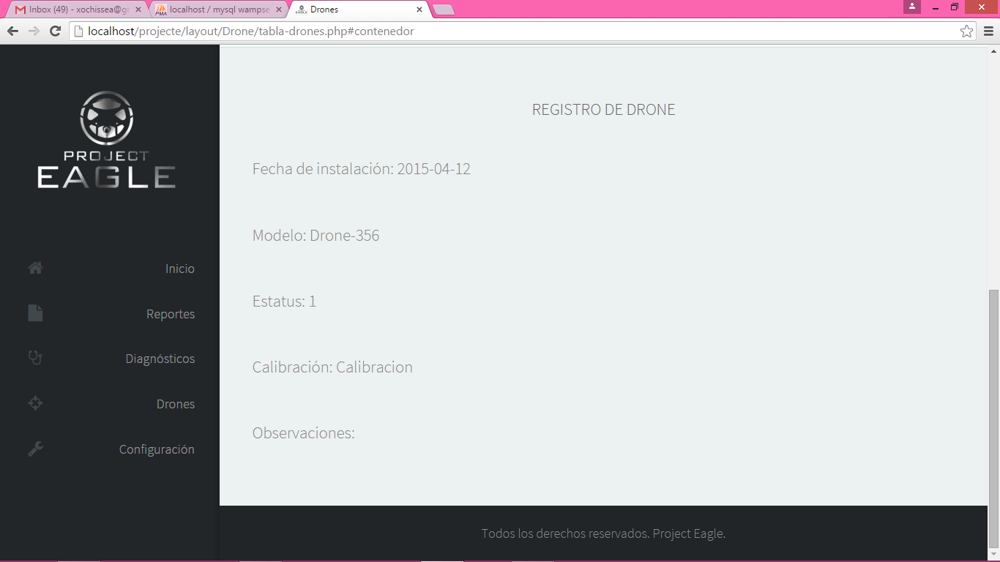 Inbox (49) - xochissea@gr
localhost / mysql wampse
Drones
localhost/projecte/layout/Drone/tabla-drones.php#contenedor
PROJECT
EAGLE
Inicio
Reportes
Diagnósticos
Drones
Configuración
REGISTRO DE DRONE
Fecha de instalación: 2015-04-12
Modelo: Drone-356
Estatus: 1
Calibración: Calibracion
Observaciones:
Todos los derechos reservados. Project Eagle.